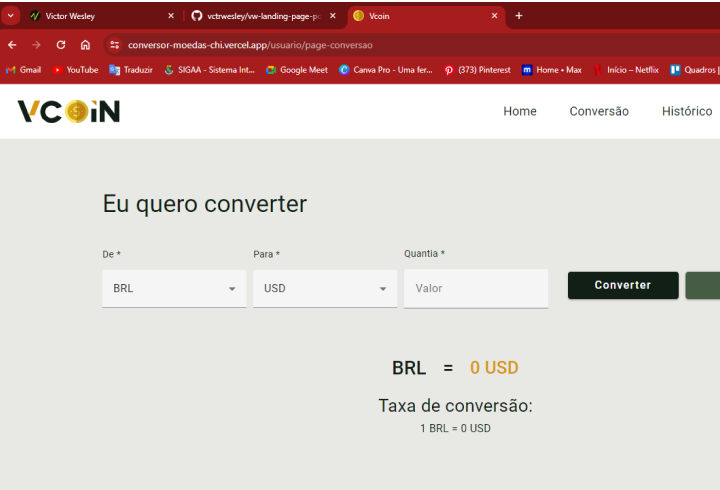 Victor Wesley
vctrwesley/vw-landing-page-po
Vcoin
conversor-moedas-chi.vercel.app/usuario/page-conversao
Gmail YouTube Traduzir SIGAA - Sistema Int... Google Meet Canva Pro - Uma fer... (373) Pinterest Home • Max Início – Netflix Quadros |
VCOiN
Home Conversão Histórico
Eu quero converter
De * Para * Quantia *
BRL USD Valor Converter
BRL = 0 USD
Taxa de conversão:
1 BRL = 0 USD